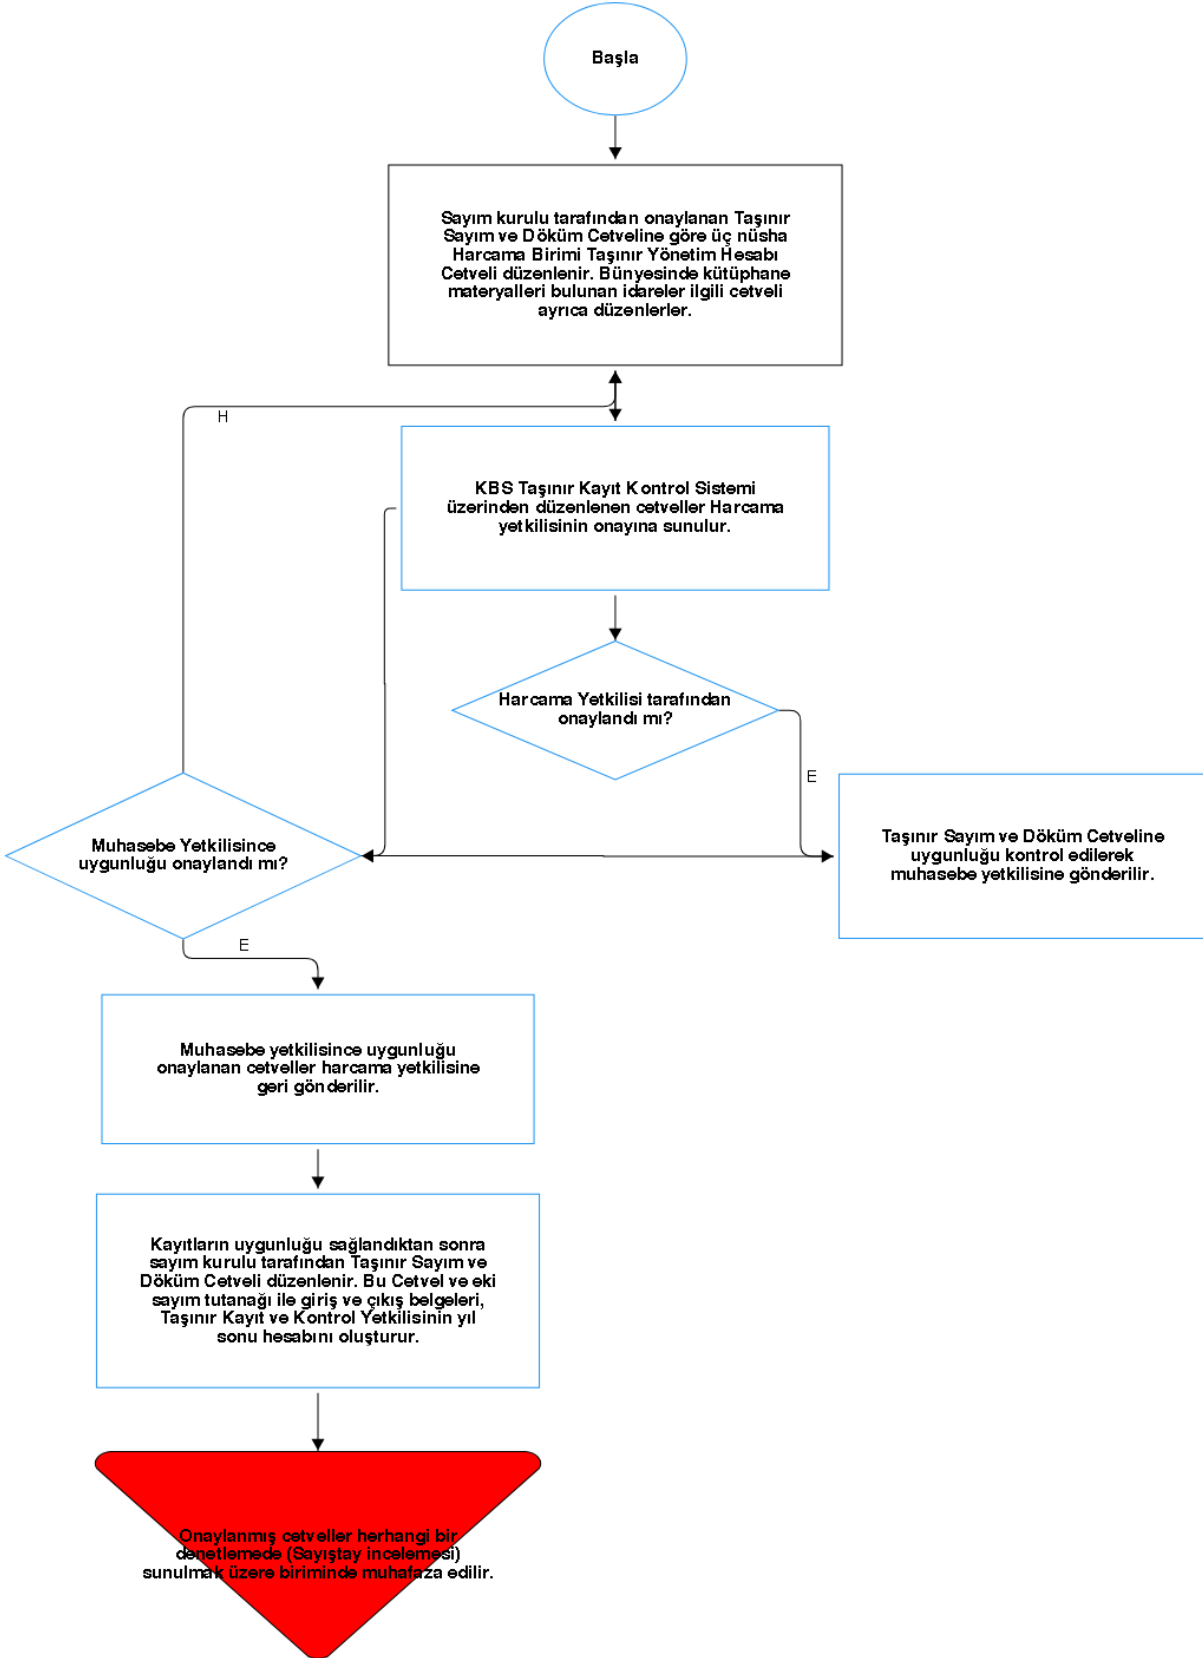 Başla
Sayım kurulu tarafından onaylanan Taşınır
Sayım ve Döküm Cetveline göre üç nüsha
Harcama Birimi Taşınır Yönetim Hesabı
Cetveli düzenlenir. Bünyesinde kütüphane
materyalleri bulunan idareler ilgili cetveli
ayrıca düzenlerler.
H
KBS Taşınır Kayıt Kontrol Sistemi
üzerinden düzenlenen cetveller Harcama
yetkilisinin onayına sunulur.
Harcama Yetkilisi tarafından
onaylandı mı?
E
Muhasebe Yetkilisince
uygunluğu onaylandı mı?
Taşınır Sayım ve Döküm Cetveline
uygunluğu kontrol edilerek
muhasebe yetkilisine gönderilir.
E
Muhasebe yetkilisince uygunluğu
onaylanan cetveller harcama yetkilisine
geri gönderilir.
Kayıtların uygunluğu sağlandıktan sonra
sayım kurulu tarafından Taşınır Sayım ve
Döküm Cetveli düzenlenir. Bu Cetvel ve eki
sayım tutanağı ile giriş ve çıkış belgeleri,
Taşınır Kayıt ve Kontrol Yetkilisinin yıl
sonu hesabını oluşturur.
Onaylanmış cetveller herhangi bir
denetlemede (Sayıştay incelemesi)
sunulmak üzere biriminde muhafaza edilir.